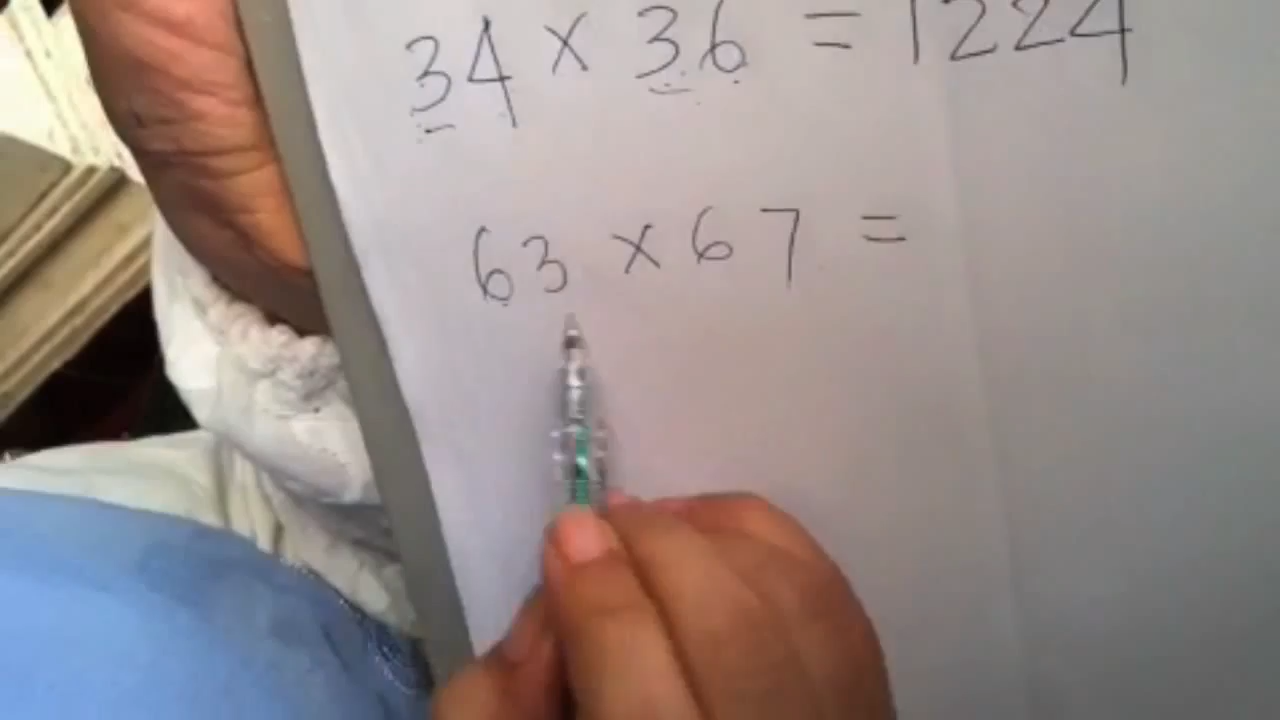 34 × 36 = 1224
63 × 67 =